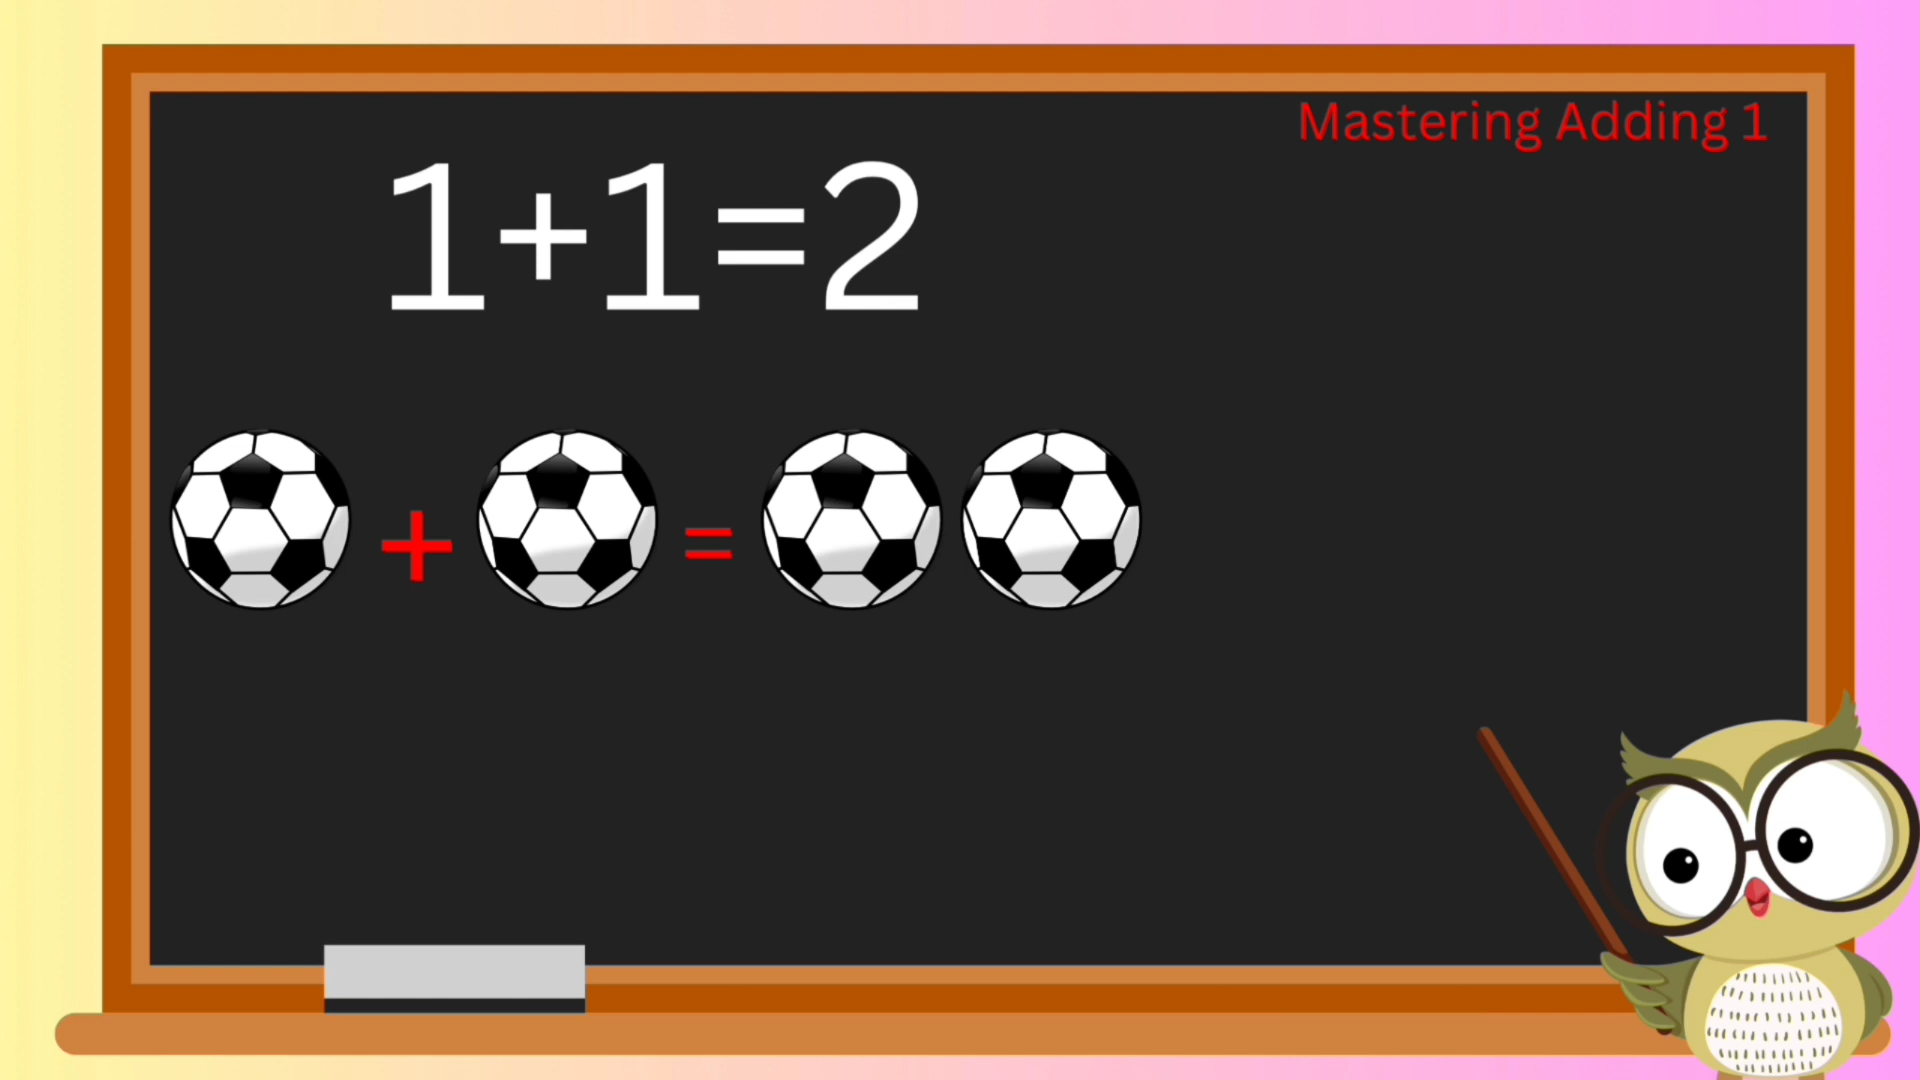 Mastering Adding 1
1+1=2
+ =